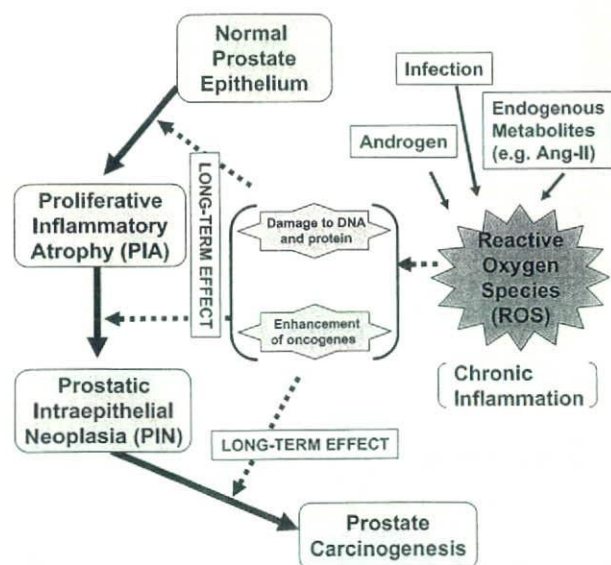 Normal
Prostate
Epithelium
Infection
Endogenous
Metabolites
(e.g. Ang-II)
Androgen
LONG-TERM EFFECT
Proliferative
Inflammatory
Atrophy (PIA)
Damage to DNA
and protein
Reactive
Oxygen
Species
(ROS)
Enhancement
of oncogenes
Chronic
Inflammation
Prostatic
Intraepithelial
Neoplasia (PIN)
LONG-TERM EFFECT
Prostate
Carcinogenesis